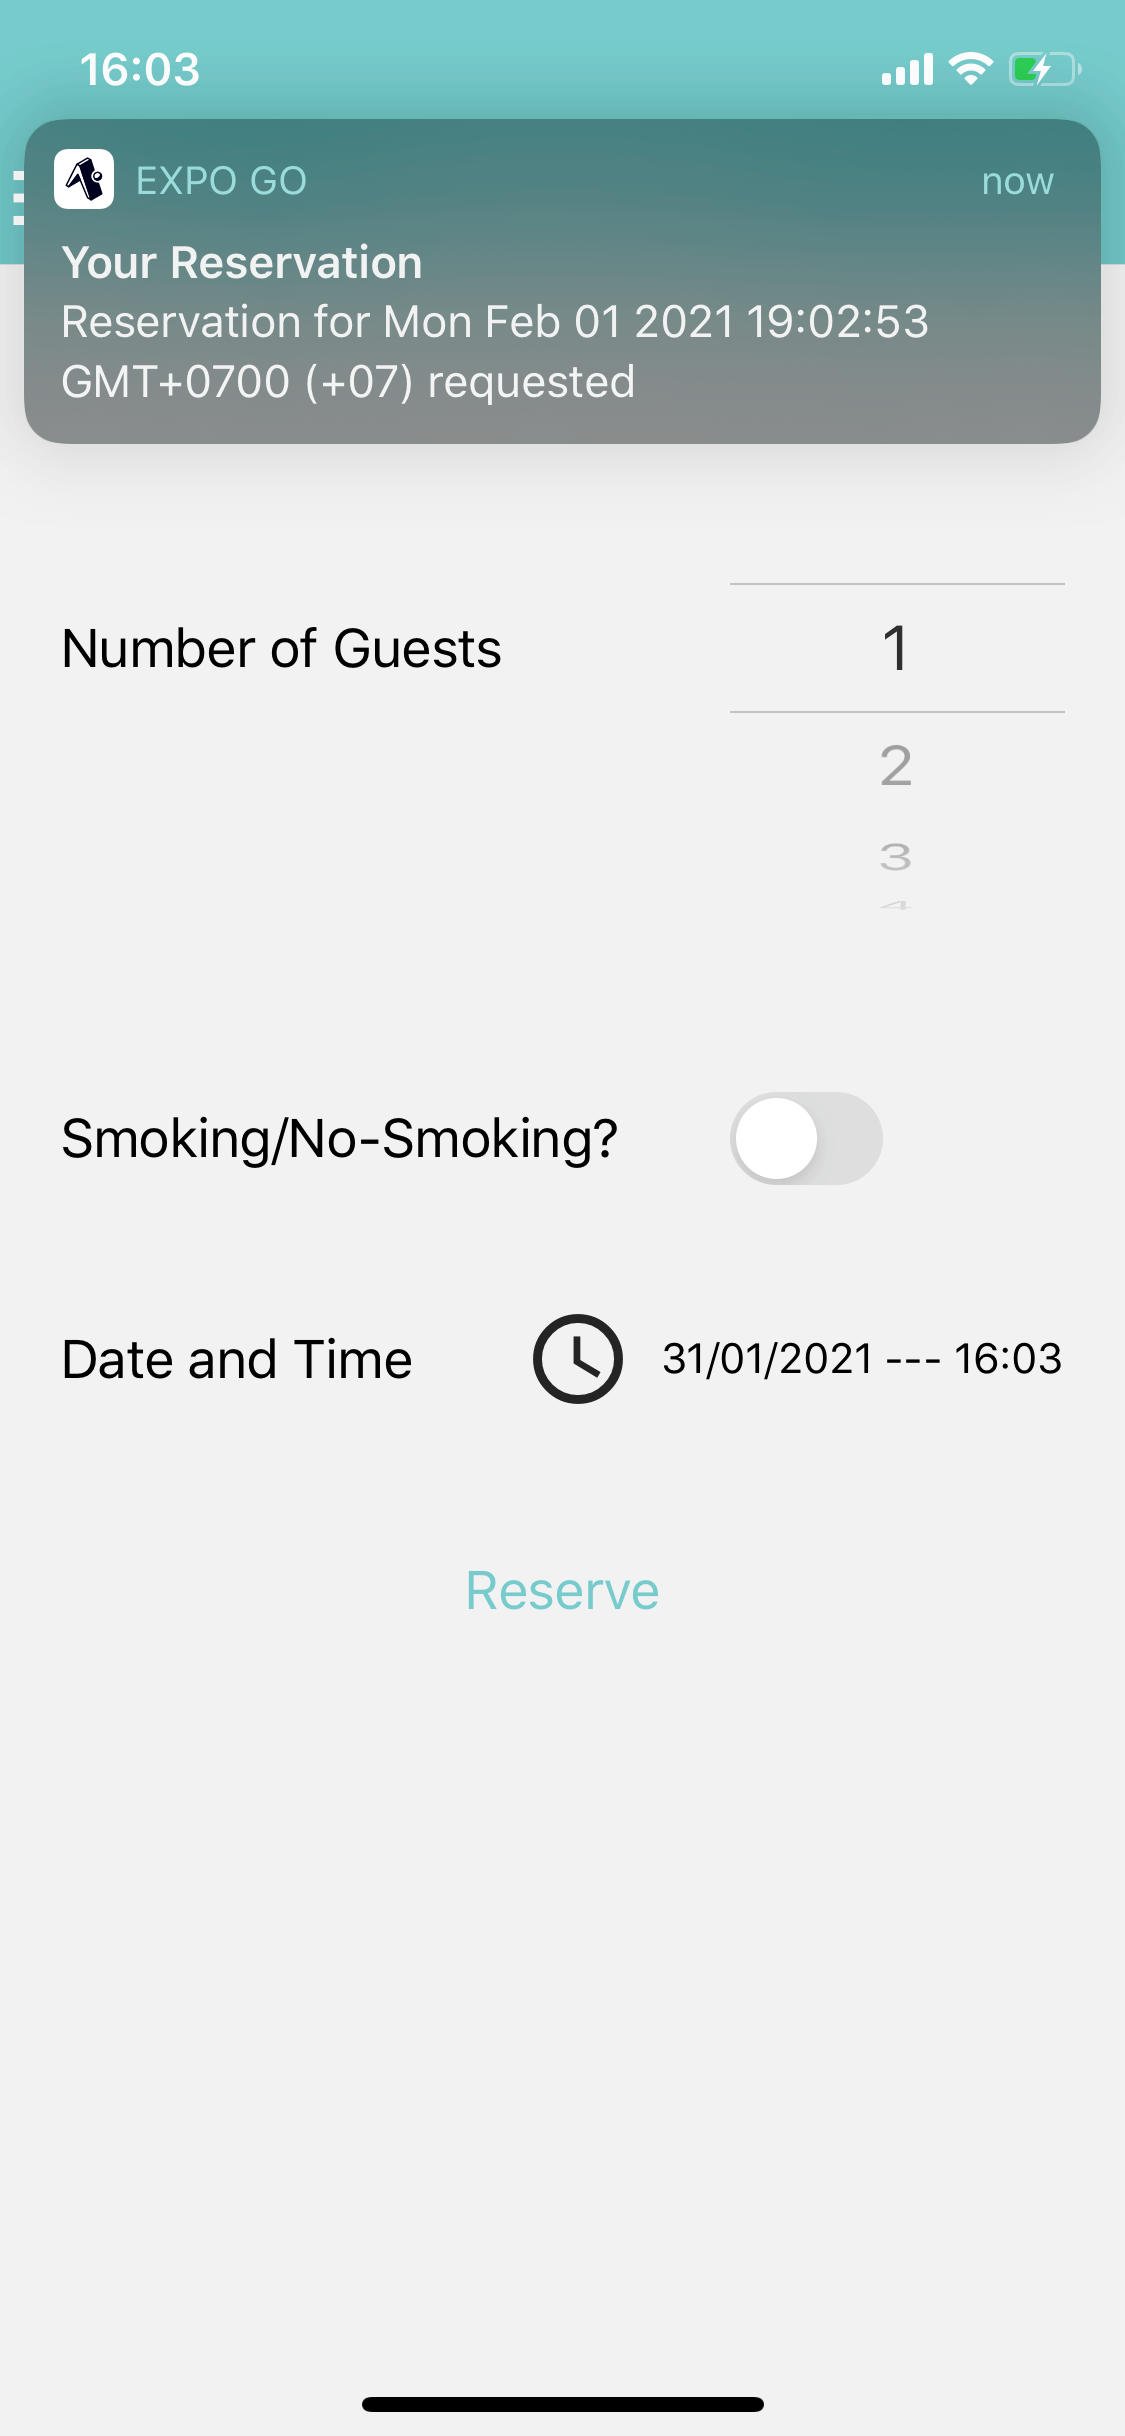 16:03
EXPO GO
now
Your Reservation
Reservation for Mon Feb 01 2021 19:02:53
GMT+0700 (+07) requested
Number of Guests
1
2
3
4
Smoking/No-Smoking?
Date and Time
31/01/2021 --- 16:03
Reserve